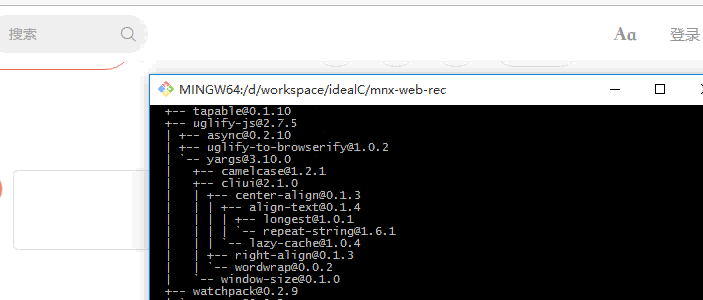 搜索
Aa
登录
MINGW64:/d/workspace/idealC/mnx-web-rec
+-- tapable@0.1.10
+-- uglify-js@2.7.5
| +-- async@0.2.10
| +-- uglify-to-browserify@1.0.2
| `-- yargs@3.10.0
|   +-- camelcase@1.2.1
|   +-- cliui@2.1.0
|   | +-- center-align@0.1.3
|   | | +-- align-text@0.1.4
|   | | | +-- longest@1.0.1
|   | | | `-- repeat-string@1.6.1
|   | | `-- lazy-cache@1.0.4
|   | +-- right-align@0.1.3
|   | `-- wordwrap@0.0.2
|   `-- window-size@0.1.0
+-- watchpack@0.2.9